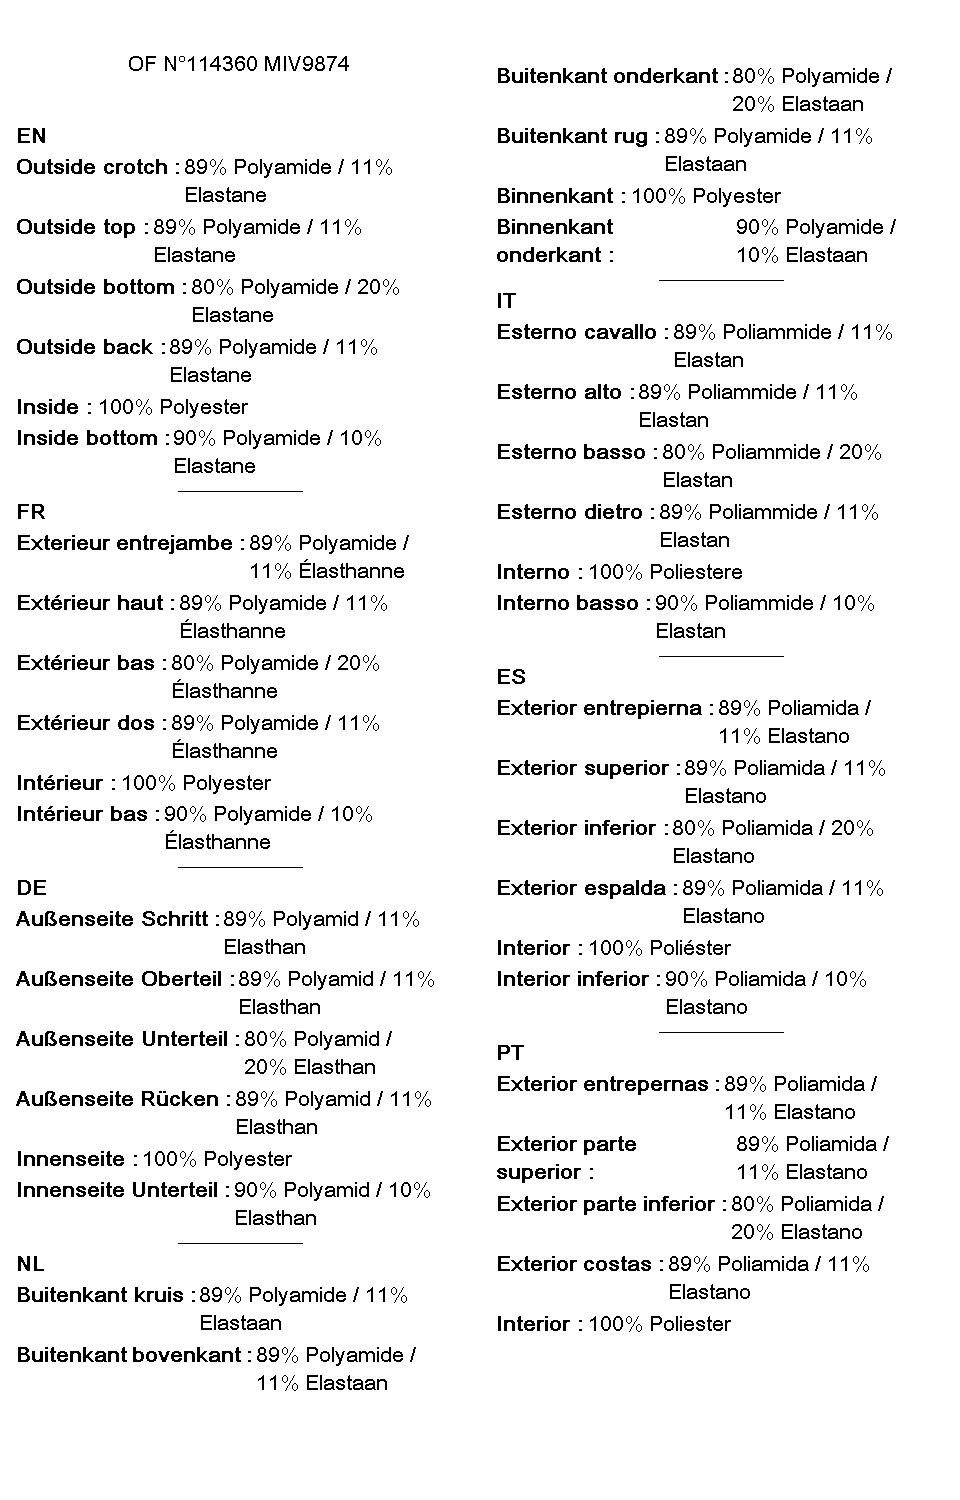 OF N°114360 MIV9874
EN
Outside crotch : 89% Polyamide / 11%
Elastane
Outside top : 89% Polyamide / 11%
Elastane
Outside bottom : 80% Polyamide / 20%
Elastane
Outside back : 89% Polyamide / 11%
Elastane
Inside : 100% Polyester
Inside bottom : 90% Polyamide / 10%
Elastane
FR
Exterieur entrejambe : 89% Polyamide /
11% Élasthanne
Extérieur haut : 89% Polyamide / 11%
Élasthanne
Extérieur bas : 80% Polyamide / 20%
Élasthanne
Extérieur dos : 89% Polyamide / 11%
Élasthanne
Intérieur : 100% Polyester
Intérieur bas : 90% Polyamide / 10%
Élasthanne
DE
Außenseite Schritt : 89% Polyamid / 11%
Elasthan
Außenseite Oberteil : 89% Polyamid / 11%
Elasthan
Außenseite Unterteil : 80% Polyamid /
20% Elasthan
Außenseite Rücken : 89% Polyamid / 11%
Elasthan
Innenseite : 100% Polyester
Innenseite Unterteil : 90% Polyamid / 10%
Elasthan
NL
Buitenkant kruis : 89% Polyamide / 11%
Elastaan
Buitenkant bovenkant : 89% Polyamide /
11% Elastaan
Buitenkant onderkant : 80% Polyamide /
20% Elastaan
Buitenkant rug : 89% Polyamide / 11%
Elastaan
Binnenkant : 100% Polyester
Binnenkant 90% Polyamide /
onderkant : 10% Elastaan
IT
Esterno cavallo : 89% Poliammide / 11%
Elastan
Esterno alto : 89% Poliammide / 11%
Elastan
Esterno basso : 80% Poliammide / 20%
Elastan
Esterno dietro : 89% Poliammide / 11%
Elastan
Interno : 100% Poliestere
Interno basso : 90% Poliammide / 10%
Elastan
ES
Exterior entrepierna : 89% Poliamida /
11% Elastano
Exterior superior : 89% Poliamida / 11%
Elastano
Exterior inferior : 80% Poliamida / 20%
Elastano
Exterior espalda : 89% Poliamida / 11%
Elastano
Interior : 100% Poliéster
Interior inferior : 90% Poliamida / 10%
Elastano
PT
Exterior entrepernas : 89% Poliamida /
11% Elastano
Exterior parte 89% Poliamida /
superior : 11% Elastano
Exterior parte inferior : 80% Poliamida /
20% Elastano
Exterior costas : 89% Poliamida / 11%
Elastano
Interior : 100% Poliester